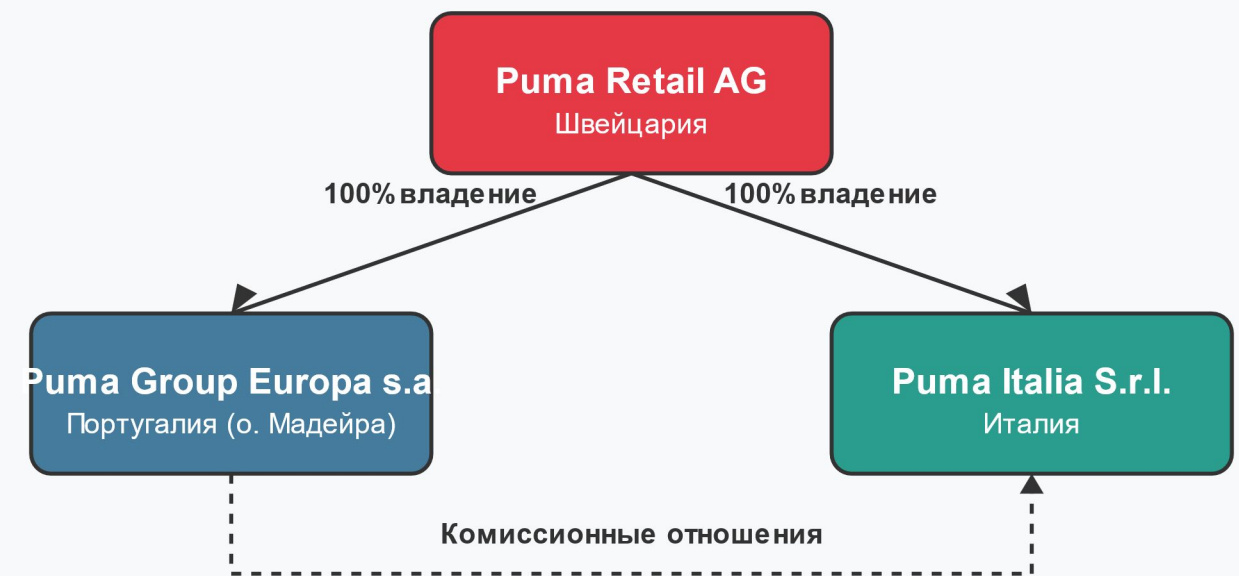 Puma Retail AG
Швейцария
100% владение
100% владение
Puma Group Europa s.a.
Португалия (о. Мадейра)
Puma Italia S.r.l.
Италия
Комиссионные отношения